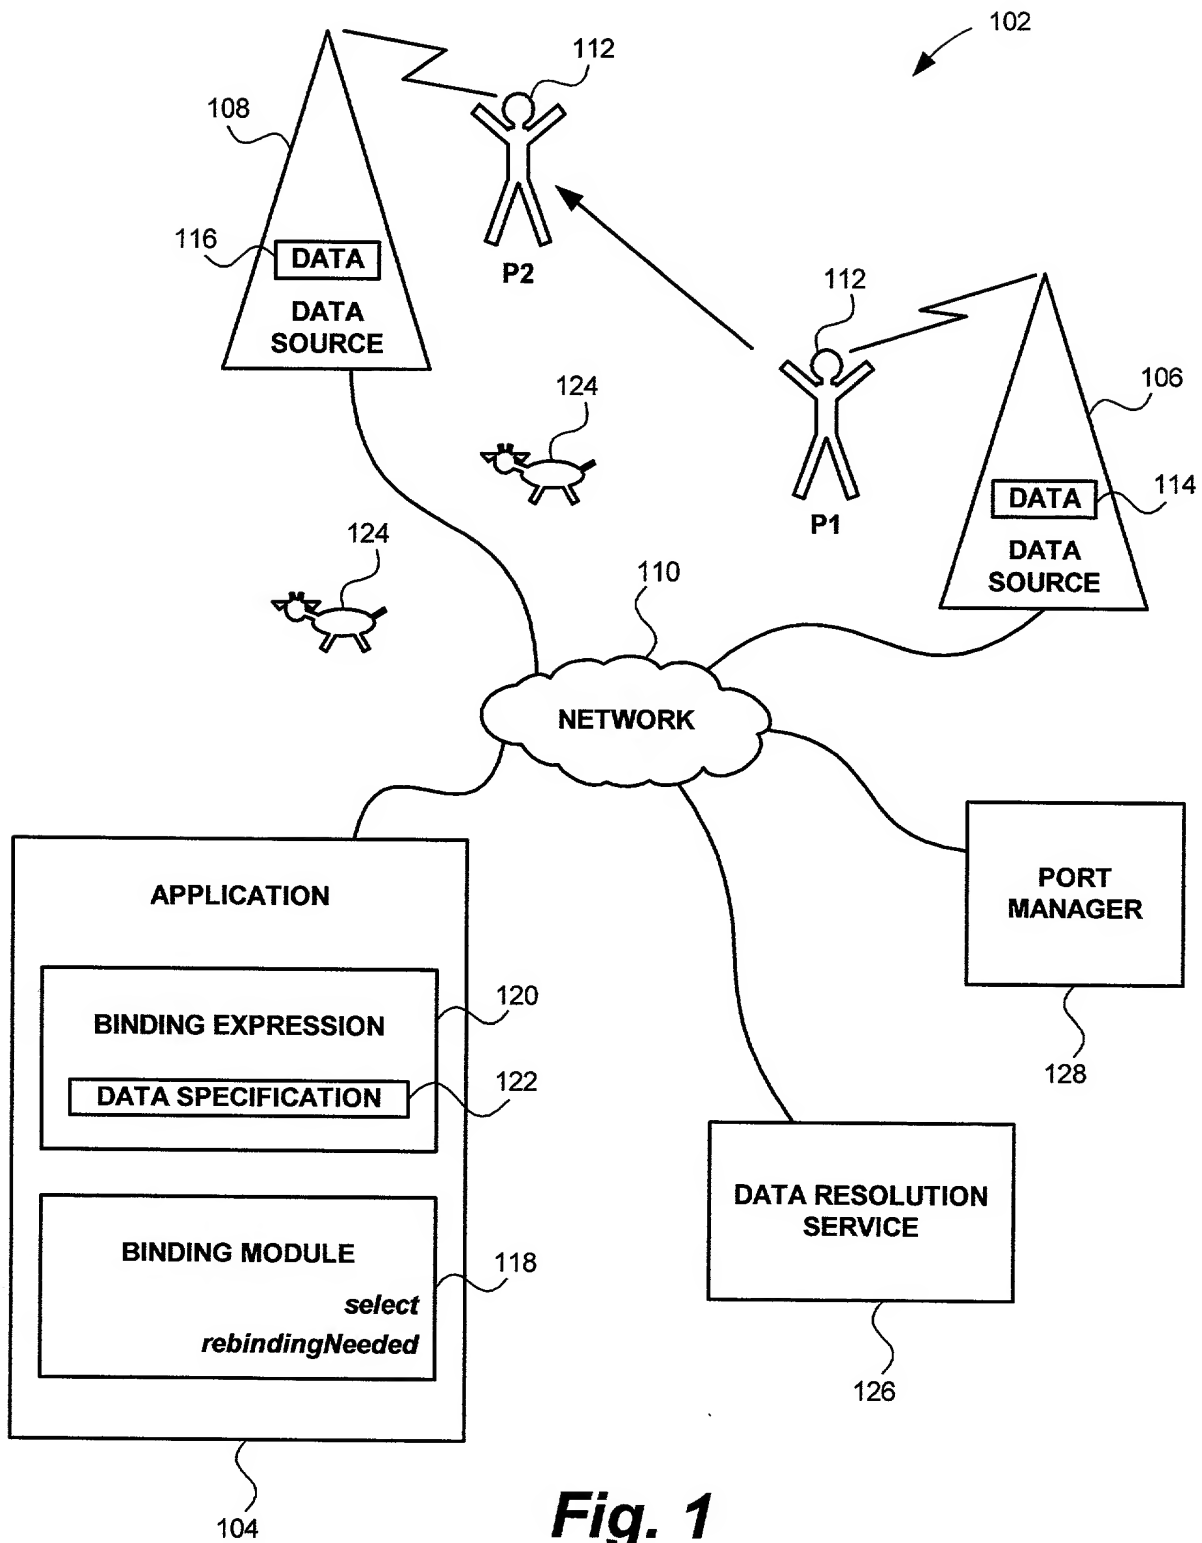 102
112
108
116
DATA
DATA
SOURCE
P2
112
106
124
114
DATA
P1
DATA
SOURCE
124
110
NETWORK
APPLICATION
PORT
MANAGER
120
BINDING EXPRESSION
122
DATA SPECIFICATION
128
DATA RESOLUTION
SERVICE
BINDING MODULE
118
select
rebindingNeeded
126
104
Fig. 1